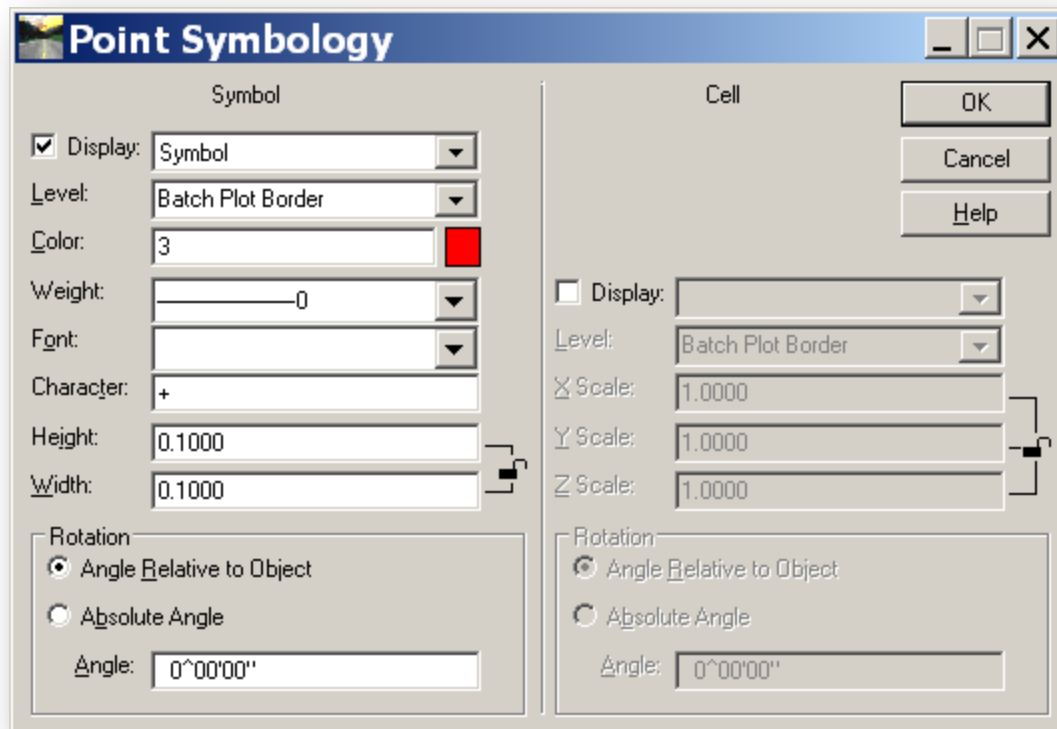 Point Symbology
Symbol
Display: Symbol
Level: Batch Plot Border
Color: 3
Weight: 0
Font:
Character: +
Height: 0.1000
Width: 0.1000
Rotation
Angle Relative to Object
Absolute Angle
Angle: 0^00'00"
Cell
OK
Cancel
Help
Display:
Level: Batch Plot Border
X Scale: 1.0000
Y Scale: 1.0000
Z Scale: 1.0000
Rotation
Angle Relative to Object
Absolute Angle
Angle: 0^00'00"